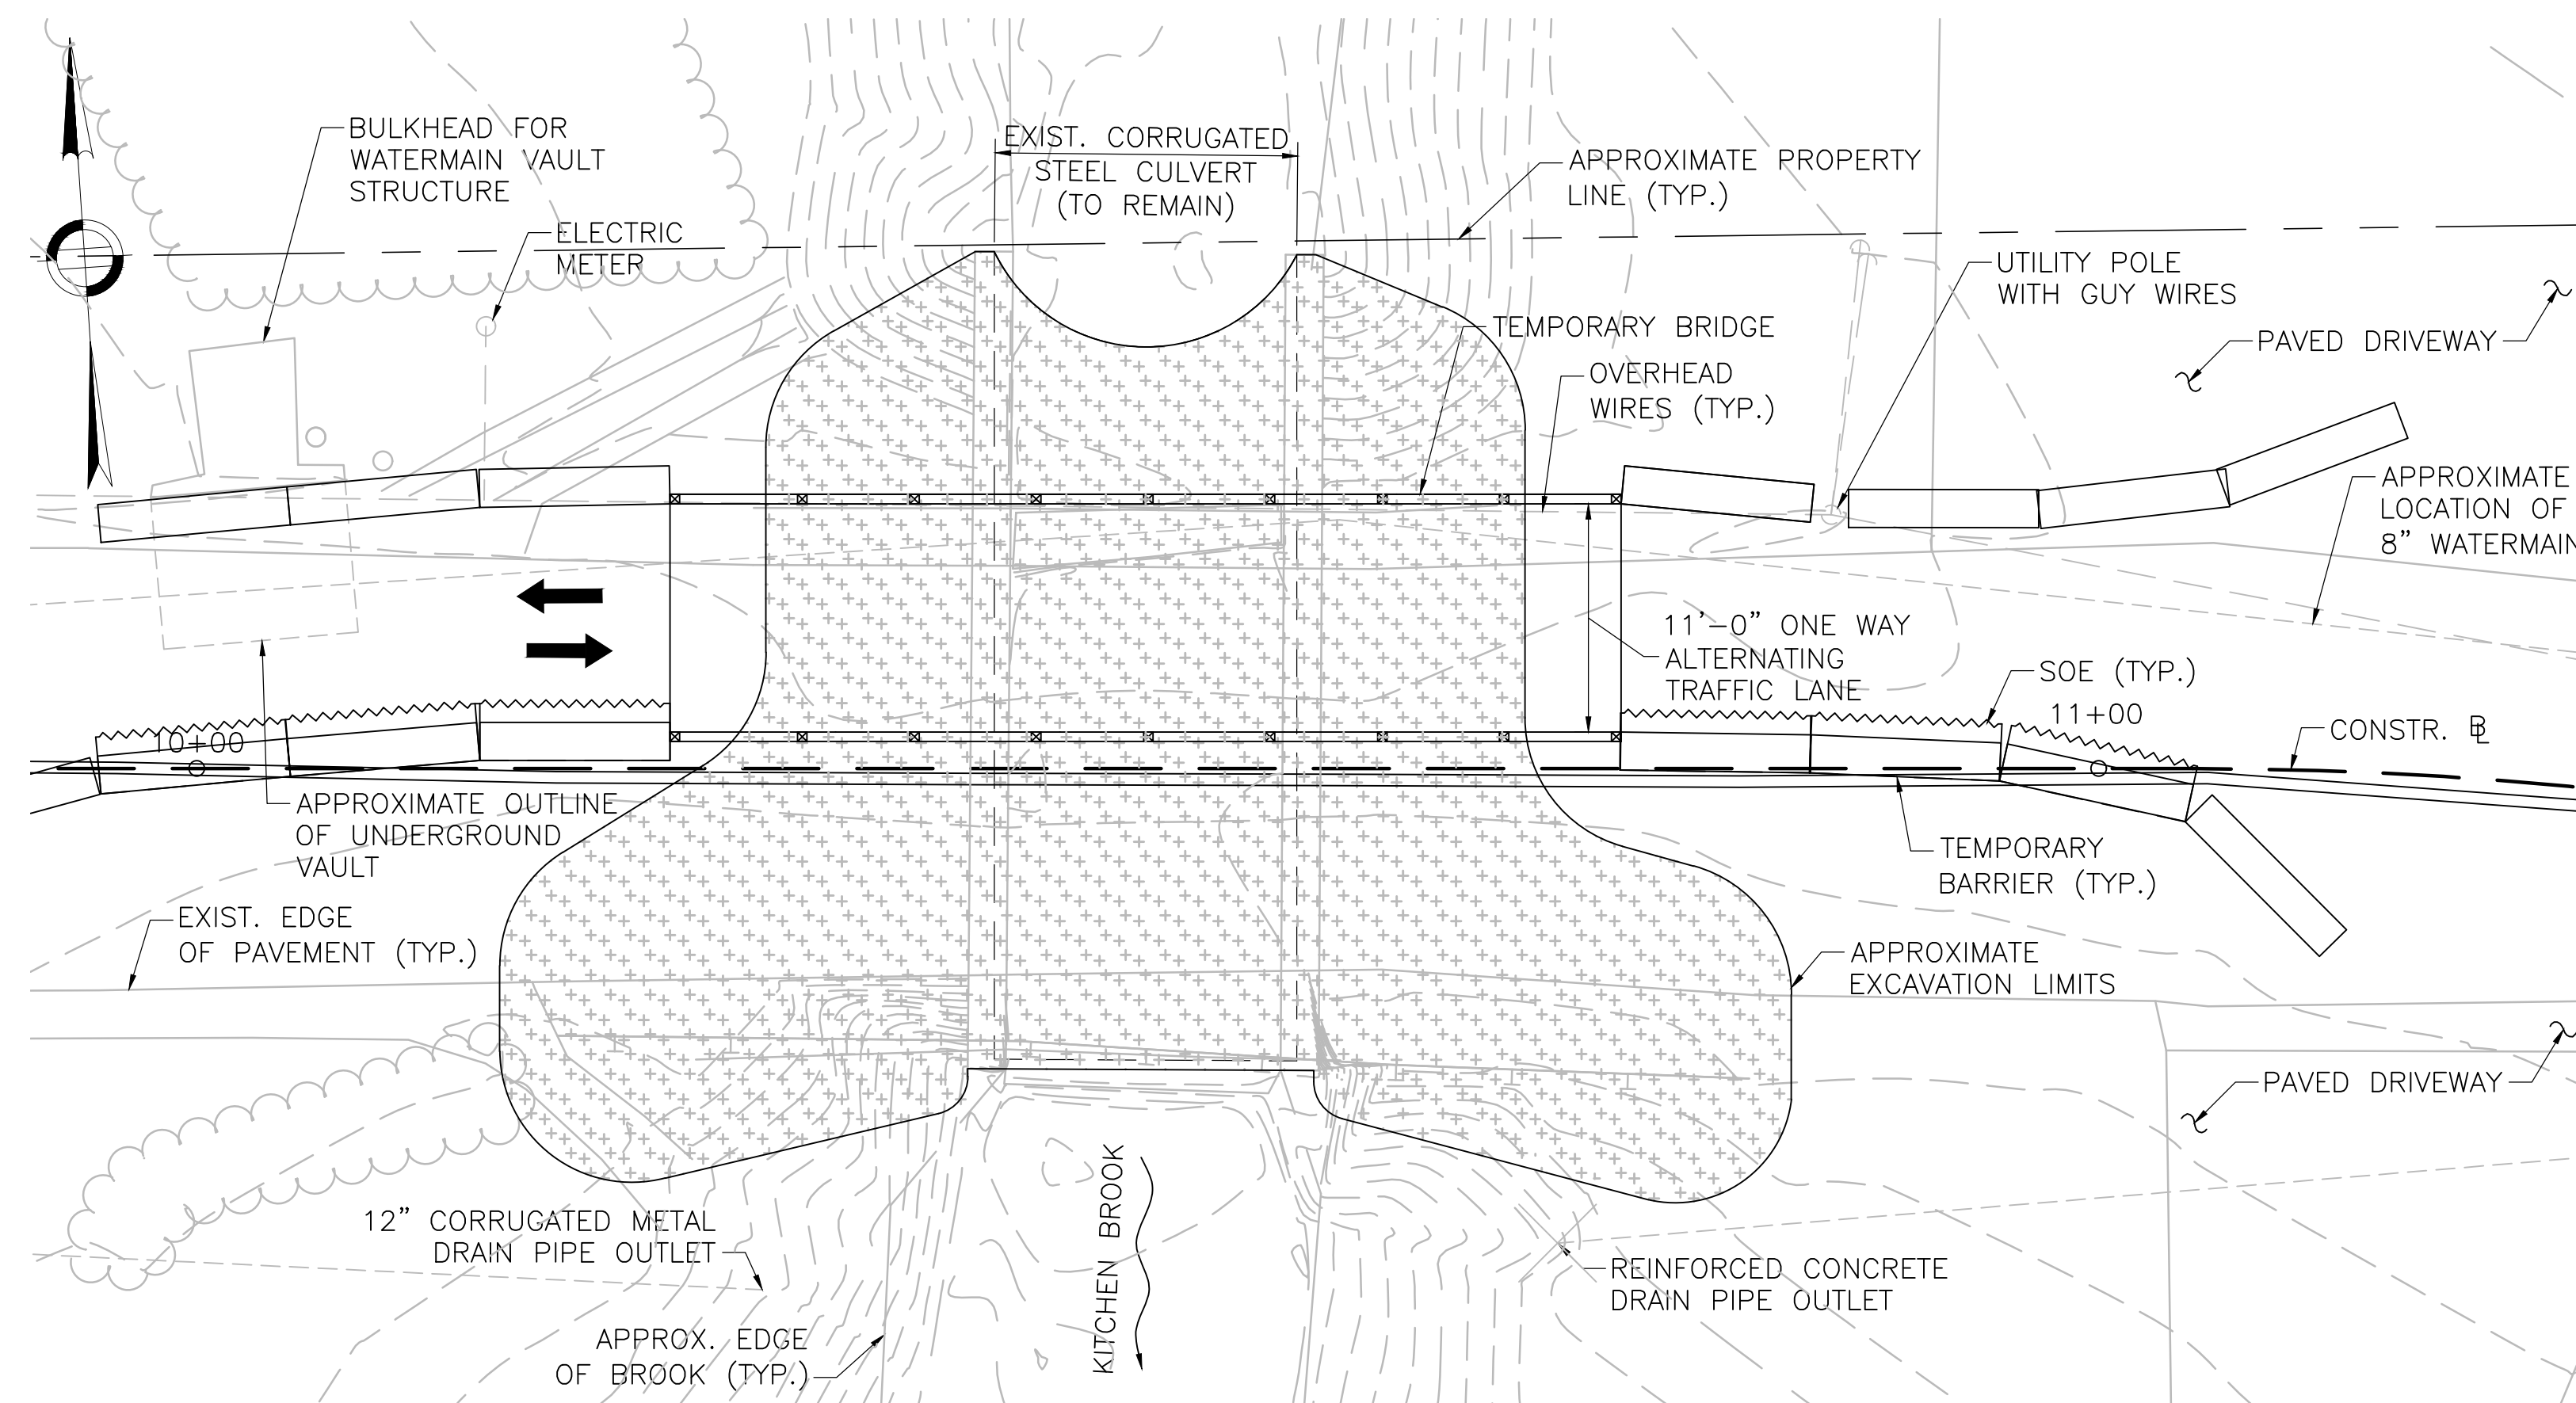 BULKHEAD FOR
WATERMAIN VAULT
STRUCTURE
ELECTRIC
METER
EXIST. CORRUGATED
STEEL CULVERT
(TO REMAIN)
APPROXIMATE PROPERTY
LINE (TYP.)
UTILITY POLE
WITH GUY WIRES
PAVED DRIVEWAY
TEMPORARY BRIDGE
OVERHEAD
WIRES (TYP.)
APPROXIMATE
LOCATION OF
8” WATERMAIN
11’-0” ONE WAY
ALTERNATING
TRAFFIC LANE
SOE (TYP.)
11+00
CONSTR. BL
10+00
APPROXIMATE OUTLINE
OF UNDERGROUND
VAULT
TEMPORARY
BARRIER (TYP.)
EXIST. EDGE
OF PAVEMENT (TYP.)
APPROXIMATE
EXCAVATION LIMITS
PAVED DRIVEWAY
12” CORRUGATED METAL
DRAIN PIPE OUTLET
KITCHEN BROOK
REINFORCED CONCRETE
DRAIN PIPE OUTLET
APPROX. EDGE
OF BROOK (TYP.)